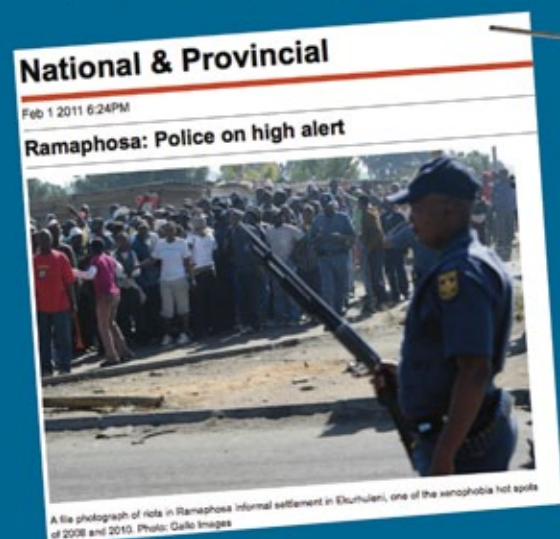 National & Provincial
Feb 1 2011 6:24PM
Ramaphosa: Police on high alert
A file photograph of riots in Ramaphosa informal settlement in Ekurhuleni, one of the xenophobia hot spots
of 2008 and 2010. Photo: Gallo Images